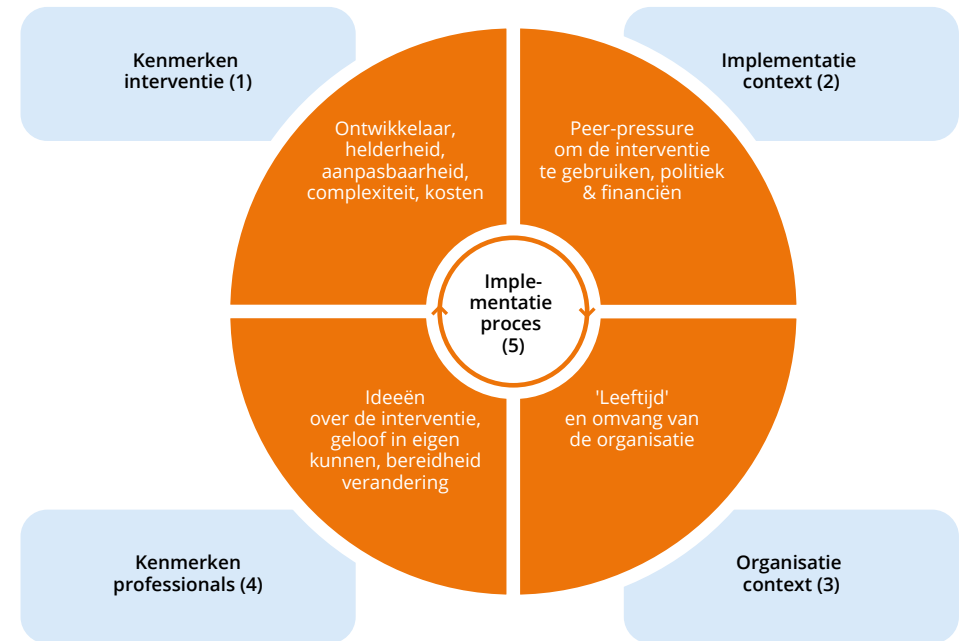 Kenmerken
interventie (1)
Implementatie
context (2)
Ontwikkelaar,
helderheid,
aanpasbaarheid,
complexiteit, kosten
Peer-pressure
om de interventie
te gebruiken, politiek
& financiën
Imple-
mentatie
proces
(5)
Ideeën
over de interventie,
geloof in eigen
kunnen, bereidheid
verandering
'Leeftijd'
en omvang van
de organisatie
Kenmerken
professionals (4)
Organisatie
context (3)